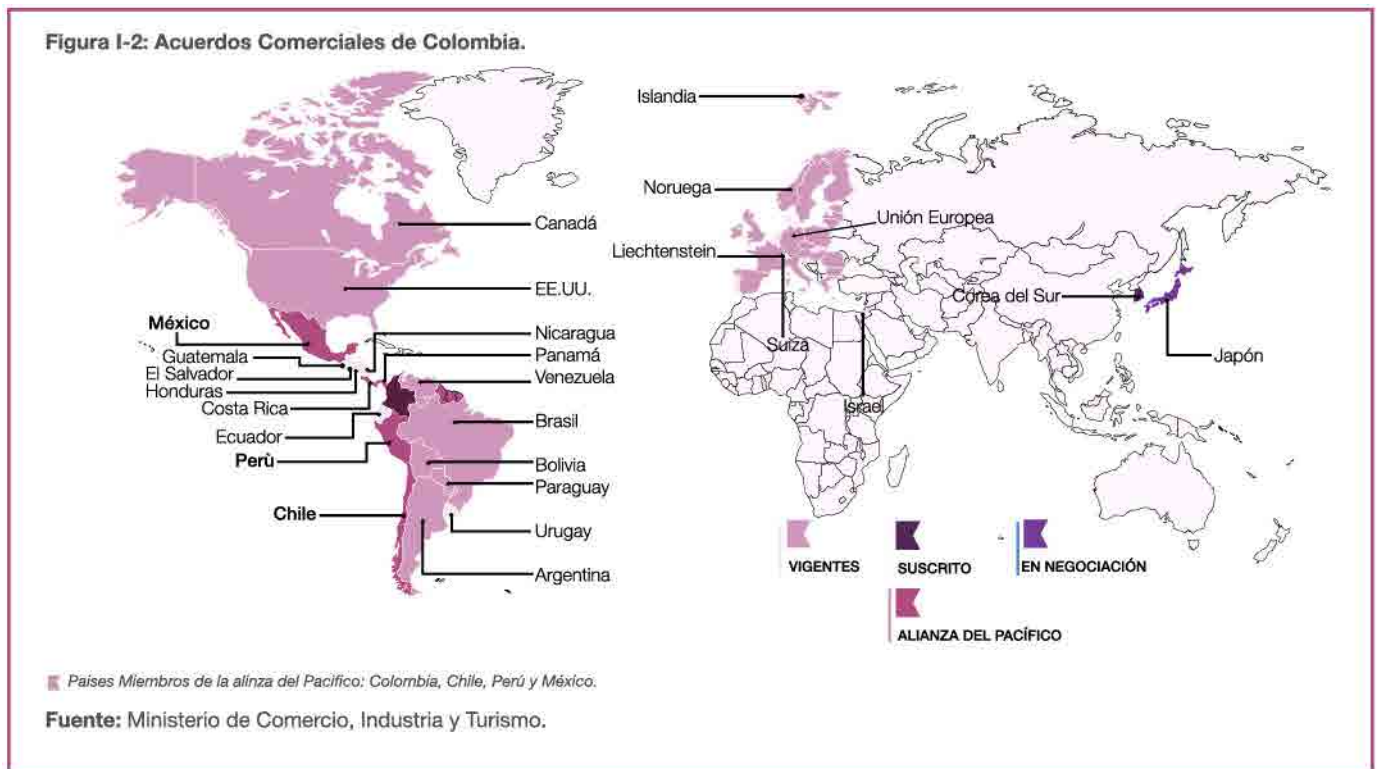 Figura I-2: Acuerdos Comerciales de Colombia.
Islandia
Noruega
Canadá
Unión Europea
Liechtenstein
EE.UU.
Corea del Sur
México
Nicaragua
Suiza
Japón
Guatemala
Panamá
El Salvador
Venezuela
Honduras
Costa Rica
Israel
Brasil
Ecuador
Perù
Bolivia
Paraguay
Chile
Urugay
Argentina
VIGENTES
SUSCRITO
EN NEGOCIACIÓN
ALIANZA DEL PACÍFICO
Paises Miembros de la alinza del Pacifico: Colombia, Chile, Perú y México.
Fuente: Ministerio de Comercio, Industria y Turismo.